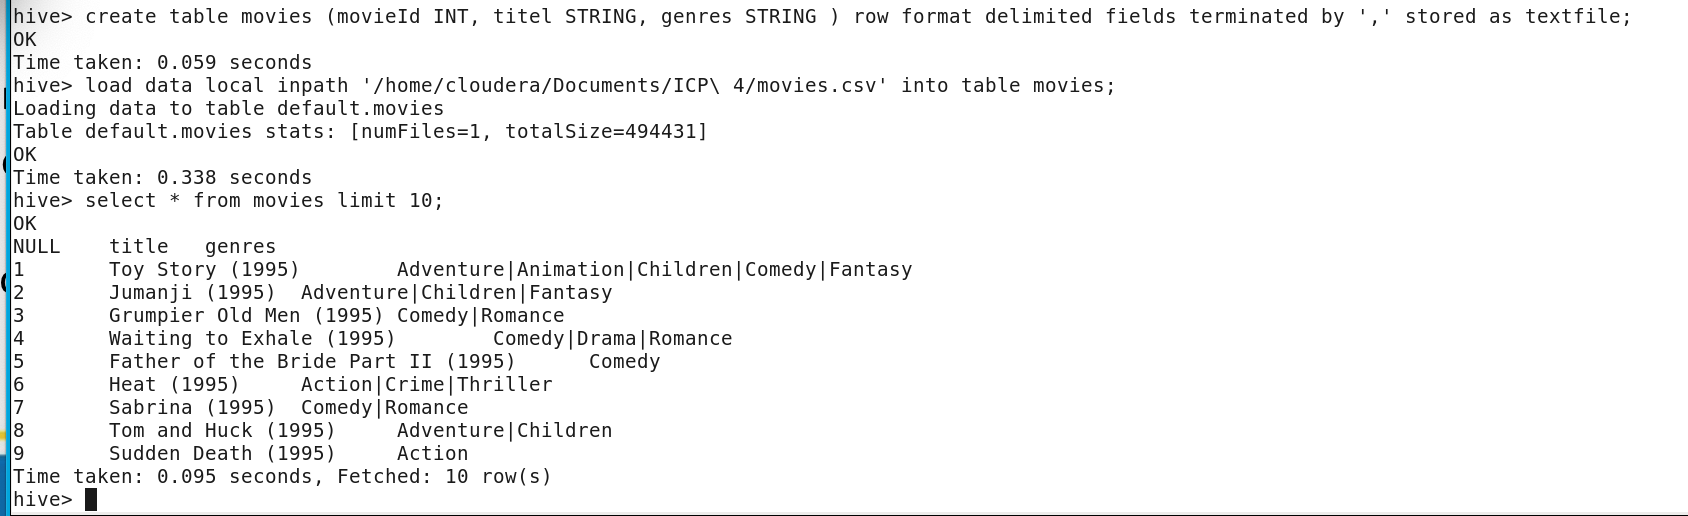 hive> create table movies (movieId INT, titel STRING, genres STRING ) row format delimited fields terminated by ',' stored as textfile;
OK
Time taken: 0.059 seconds
hive> load data local inpath '/home/cloudera/Documents/ICP\ 4/movies.csv' into table movies;
Loading data to table default.movies
Table default.movies stats: [numFiles=1, totalSize=494431]
OK
Time taken: 0.338 seconds
hive> select * from movies limit 10;
OK
NULL    title   genres
1       Toy Story (1995)        Adventure|Animation|Children|Comedy|Fantasy
2       Jumanji (1995)  Adventure|Children|Fantasy
3       Grumpier Old Men (1995) Comedy|Romance
4       Waiting to Exhale (1995)        Comedy|Drama|Romance
5       Father of the Bride Part II (1995)      Comedy
6       Heat (1995)     Action|Crime|Thriller
7       Sabrina (1995)  Comedy|Romance
8       Tom and Huck (1995)     Adventure|Children
9       Sudden Death (1995)     Action
Time taken: 0.095 seconds, Fetched: 10 row(s)
hive>